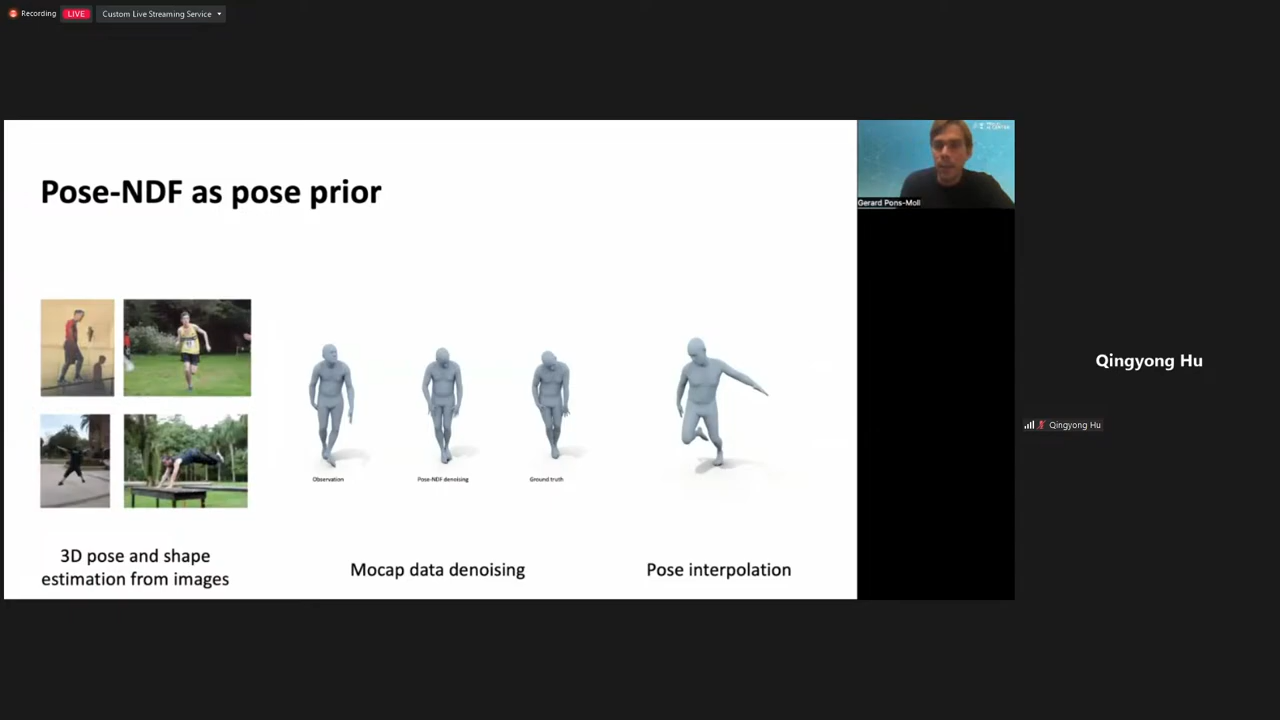 Recording
LIVE
Custom Live Streaming Service
Pose-NDF as pose prior
Gerard Pons-Moll
Observation
Pose-NDF denoising
Ground truth
3D pose and shape
estimation from images
Mocap data denoising
Pose interpolation
Qingyong Hu
Qingyong Hu